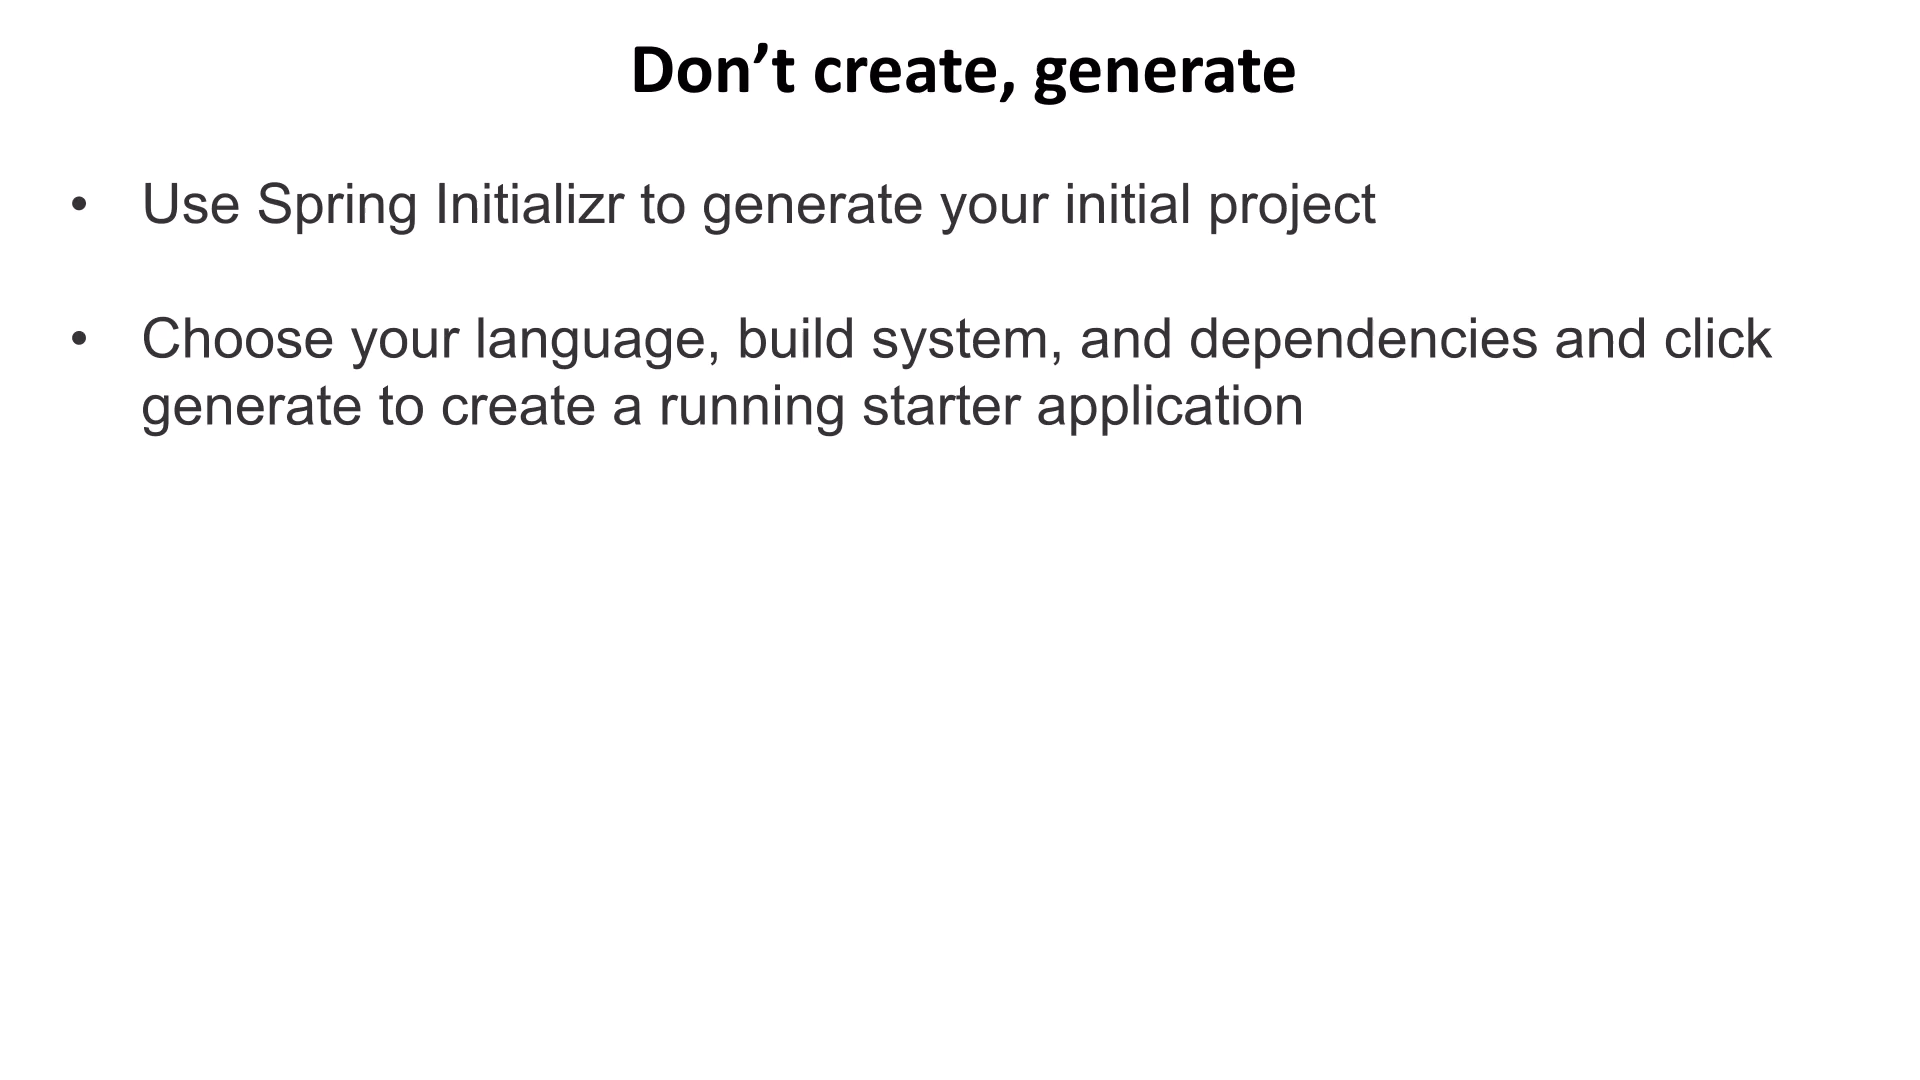 Don’t create, generate
• Use Spring Initializr to generate your initial project
• Choose your language, build system, and dependencies and click
generate to create a running starter application